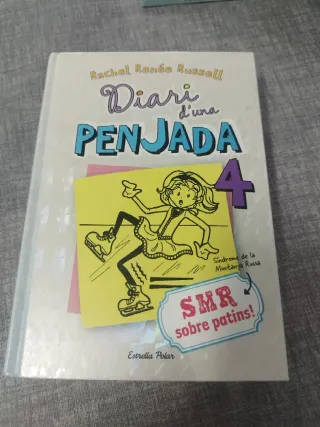 Rachel Renée Russell
Diari
d'una
PENJADA
4
Síndrome de la
Muntanya Russa
SMR
sobre patins!
Estrella Polar